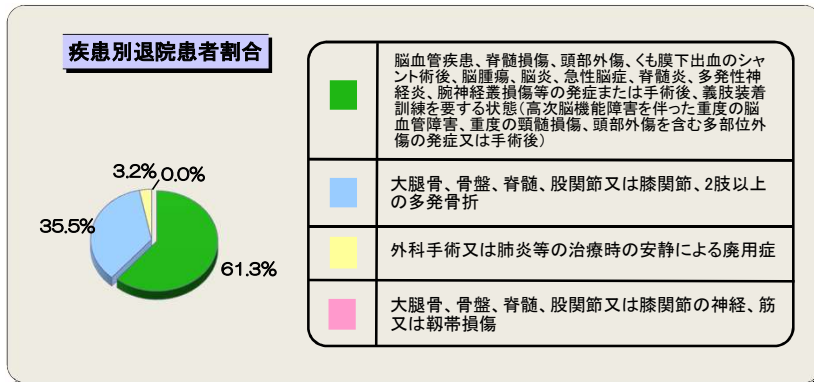 疾患別退院患者割合
3.2%
0.0%
35.5%
61.3%
脳血管疾患、脊髄損傷、頭部外傷、くも膜下出血のシャ
ント術後、脳腫瘍、脳炎、急性脳症、脊髄炎、多発性神
経炎、腕神経叢損傷等の発症または手術後、義肢装着
訓練を要する状態(高次脳機能障害を伴った重度の脳
血管障害、重度の頸髄損傷、頭部外傷を含む多部位外
傷の発症又は手術後)
大腿骨、骨盤、脊髄、股関節又は膝関節、2肢以上
の多発骨折
外科手術又は肺炎等の治療時の安静による廃用症
大腿骨、骨盤、脊髄、股関節又は膝関節の神経、筋
又は靱帯損傷